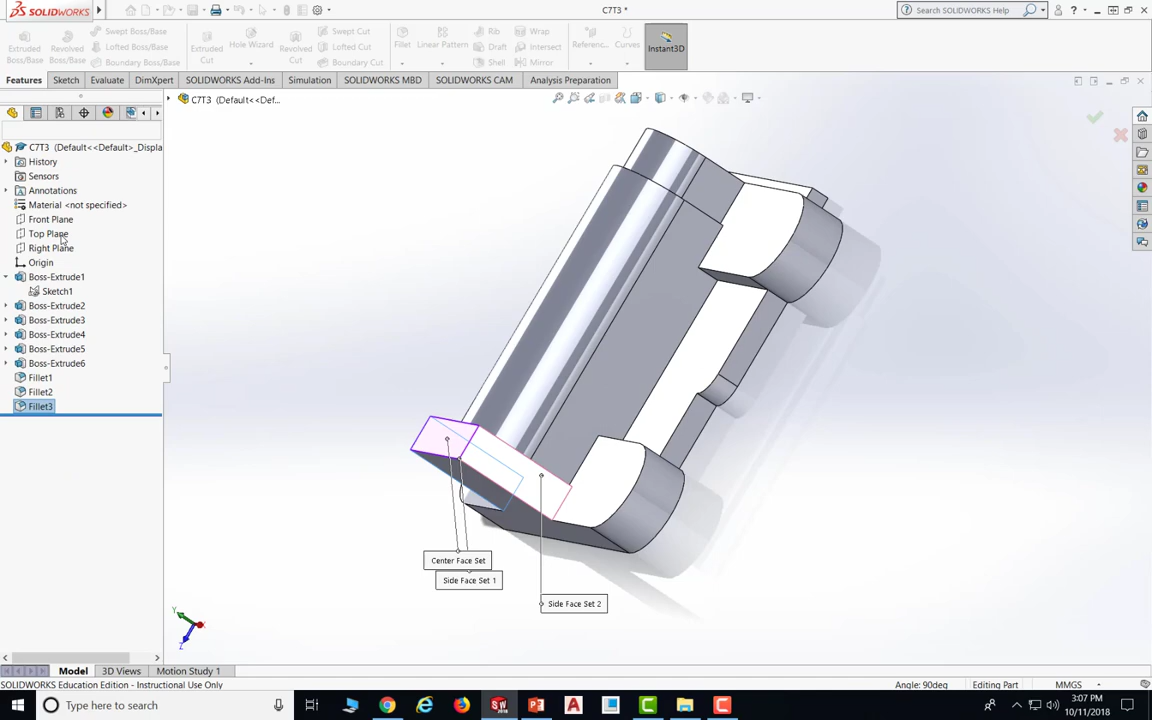 SOLIDWORKS
C7T3 *
Search SOLIDWORKS Help
Extruded Boss/Base
Revolved Boss/Base
Swept Boss/Base
Lofted Boss/Base
Boundary Boss/Base
Extruded Cut
Hole Wizard
Revolved Cut
Swept Cut
Lofted Cut
Boundary Cut
Fillet
Linear Pattern
Rib
Draft
Shell
Wrap
Intersect
Mirror
Referenc...
Curves
Instant3D
Features
Sketch
Evaluate
DimXpert
SOLIDWORKS Add-Ins
Simulation
SOLIDWORKS MBD
SOLIDWORKS CAM
Analysis Preparation
C7T3 (Default<<Def...
C7T3 (Default<<Default>_Displa
History
Sensors
Annotations
Material <not specified>
Front Plane
Top Plane
Right Plane
Origin
Boss-Extrude1
Sketch1
Boss-Extrude2
Boss-Extrude3
Boss-Extrude4
Boss-Extrude5
Boss-Extrude6
Fillet1
Fillet2
Fillet3
Center Face Set
Side Face Set 1
Side Face Set 2
Y
X
Z
Model
3D Views
Motion Study 1
SOLIDWORKS Education Edition - Instructional Use Only
Angle: 90deg
Editing Part
MMGS
Type here to search
3:07 PM
10/11/2018